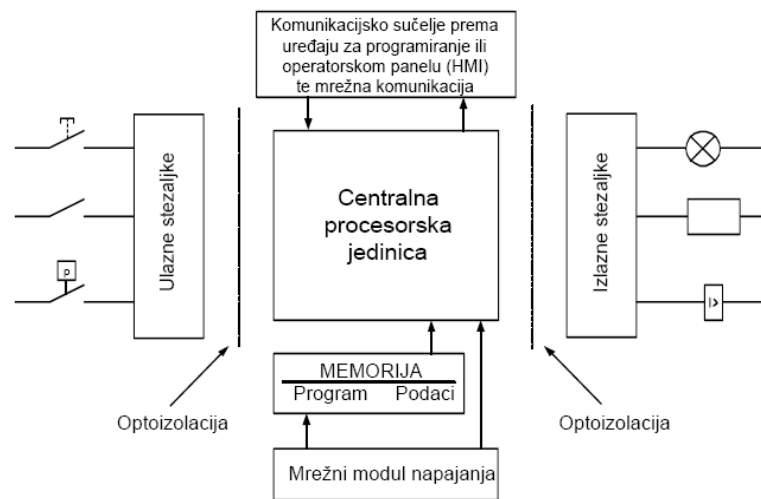 Komunikacijsko sučelje prema
uređaju za programiranje ili
operatorskom panelu (HMI)
te mrežna komunikacija
Ulazne stezaljke
p
Centralna
procesorska
jedinica
Izlazne stezaljke
I>
MEMORIJA
Program Podaci
Optoizolacija
Optoizolacija
Mrežni modul napajanja